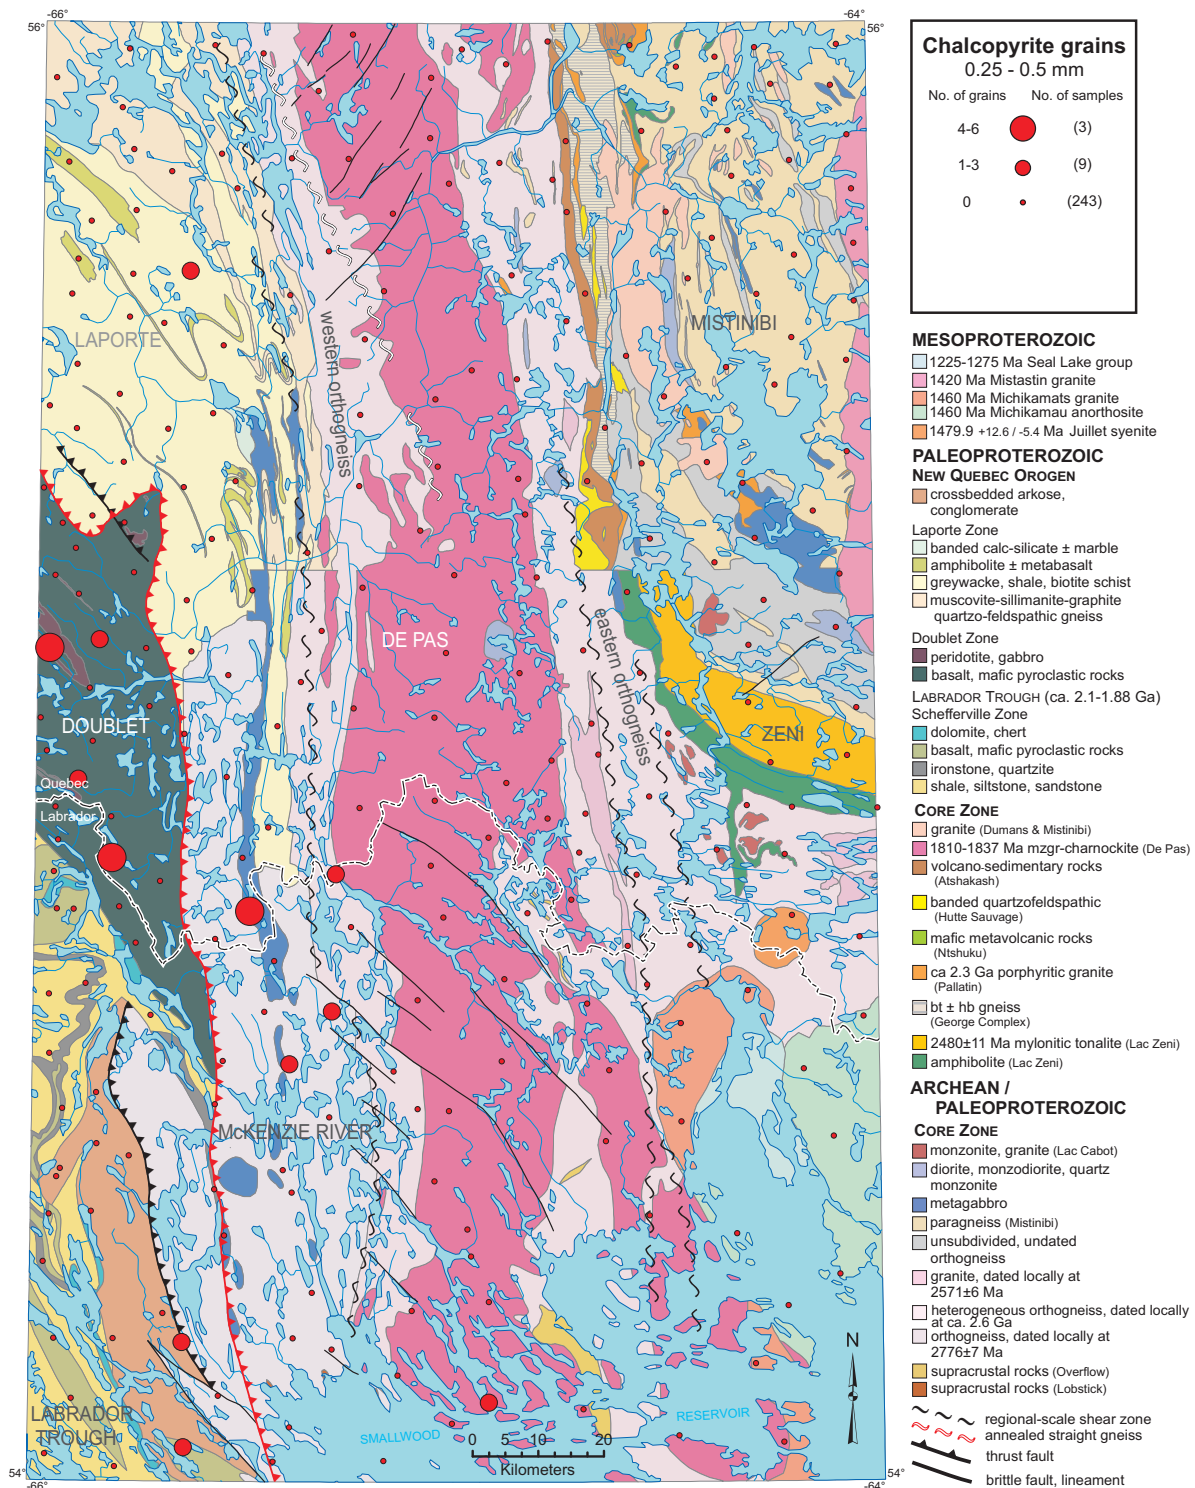 -66°
-64°
56°
56°
Chalcopyrite grains
0.25 - 0.5 mm
No. of grains No. of samples
4-6 (3)
1-3 (9)
0 (243)
LAPORTE
western orthogneiss
MISTINIBI
DE PAS
eastern orthogneiss
DOUBLET
ZENI
Quebec
Labrador
McKENZIE RIVER
LABRADOR
TROUGH
SMALLWOOD
RESERVOIR
N
0 5 10 20
Kilometers
54°
54°
-66°
-64°
MESOPROTEROZOIC
1225-1275 Ma Seal Lake group
1420 Ma Mistastin granite
1460 Ma Michikamats granite
1460 Ma Michikamau anorthosite
1479.9 +12.6 / -5.4 Ma Juillet syenite
PALEOPROTEROZOIC
NEW QUEBEC OROGEN
crossbedded arkose,
conglomerate
Laporte Zone
banded calc-silicate ± marble
amphibolite ± metabasalt
greywacke, shale, biotite schist
muscovite-sillimanite-graphite
quartzo-feldspathic gneiss
Doublet Zone
peridotite, gabbro
basalt, mafic pyroclastic rocks
LABRADOR TROUGH (ca. 2.1-1.88 Ga)
Schefferville Zone
dolomite, chert
basalt, mafic pyroclastic rocks
ironstone, quartzite
shale, siltstone, sandstone
CORE ZONE
granite (Dumans & Mistinibi)
1810-1837 Ma mzgr-charnockite (De Pas)
volcano-sedimentary rocks
(Atshakash)
banded quartzofeldspathic
(Hutte Sauvage)
mafic metavolcanic rocks
(Ntshuku)
ca 2.3 Ga porphyritic granite
(Pallatin)
bt ± hb gneiss
(George Complex)
2480±11 Ma mylonitic tonalite (Lac Zeni)
amphibolite (Lac Zeni)
ARCHEAN /
PALEOPROTEROZOIC
CORE ZONE
monzonite, granite (Lac Cabot)
diorite, monzodiorite, quartz
monzonite
metagabbro
paragneiss (Mistinibi)
unsubdivided, undated
orthogneiss
granite, dated locally at
2571±6 Ma
heterogeneous orthogneiss, dated locally
at ca. 2.6 Ga
orthogneiss, dated locally at
2776±7 Ma
supracrustal rocks (Overflow)
supracrustal rocks (Lobstick)
regional-scale shear zone
annealed straight gneiss
thrust fault
brittle fault, lineament